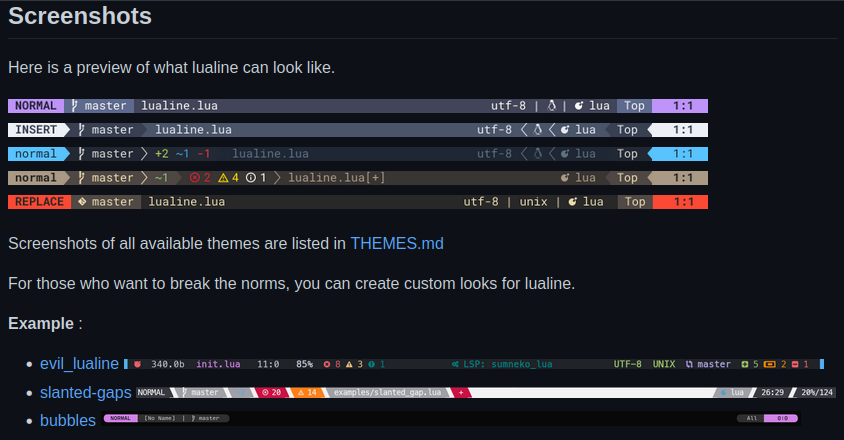 Screenshots
Here is a preview of what lualine can look like.
NORMAL master lualine.lua utf-8 | | lua Top 1:1
INSERT master lualine.lua utf-8 lua Top 1:1
normal master +2 ~1 -1 lualine.lua utf-8 lua Top 1:1
normal master ~1 2 4 1 lualine.lua[+] lua Top 1:1
REPLACE master lualine.lua utf-8 | unix | lua Top 1:1
Screenshots of all available themes are listed in THEMES.md
For those who want to break the norms, you can create custom looks for lualine.
Example :
• evil_lualine 340.0b init.lua 11:0 85% 8 3 1 LSP: sumneko_lua UTF-8 UNIX master 5 2 1
• slanted-gaps NORMAL master 20 14 examples/slanted_gap.lua + lua 26:29 20%/124
• bubbles NORMAL [No Name] | master All 0:0